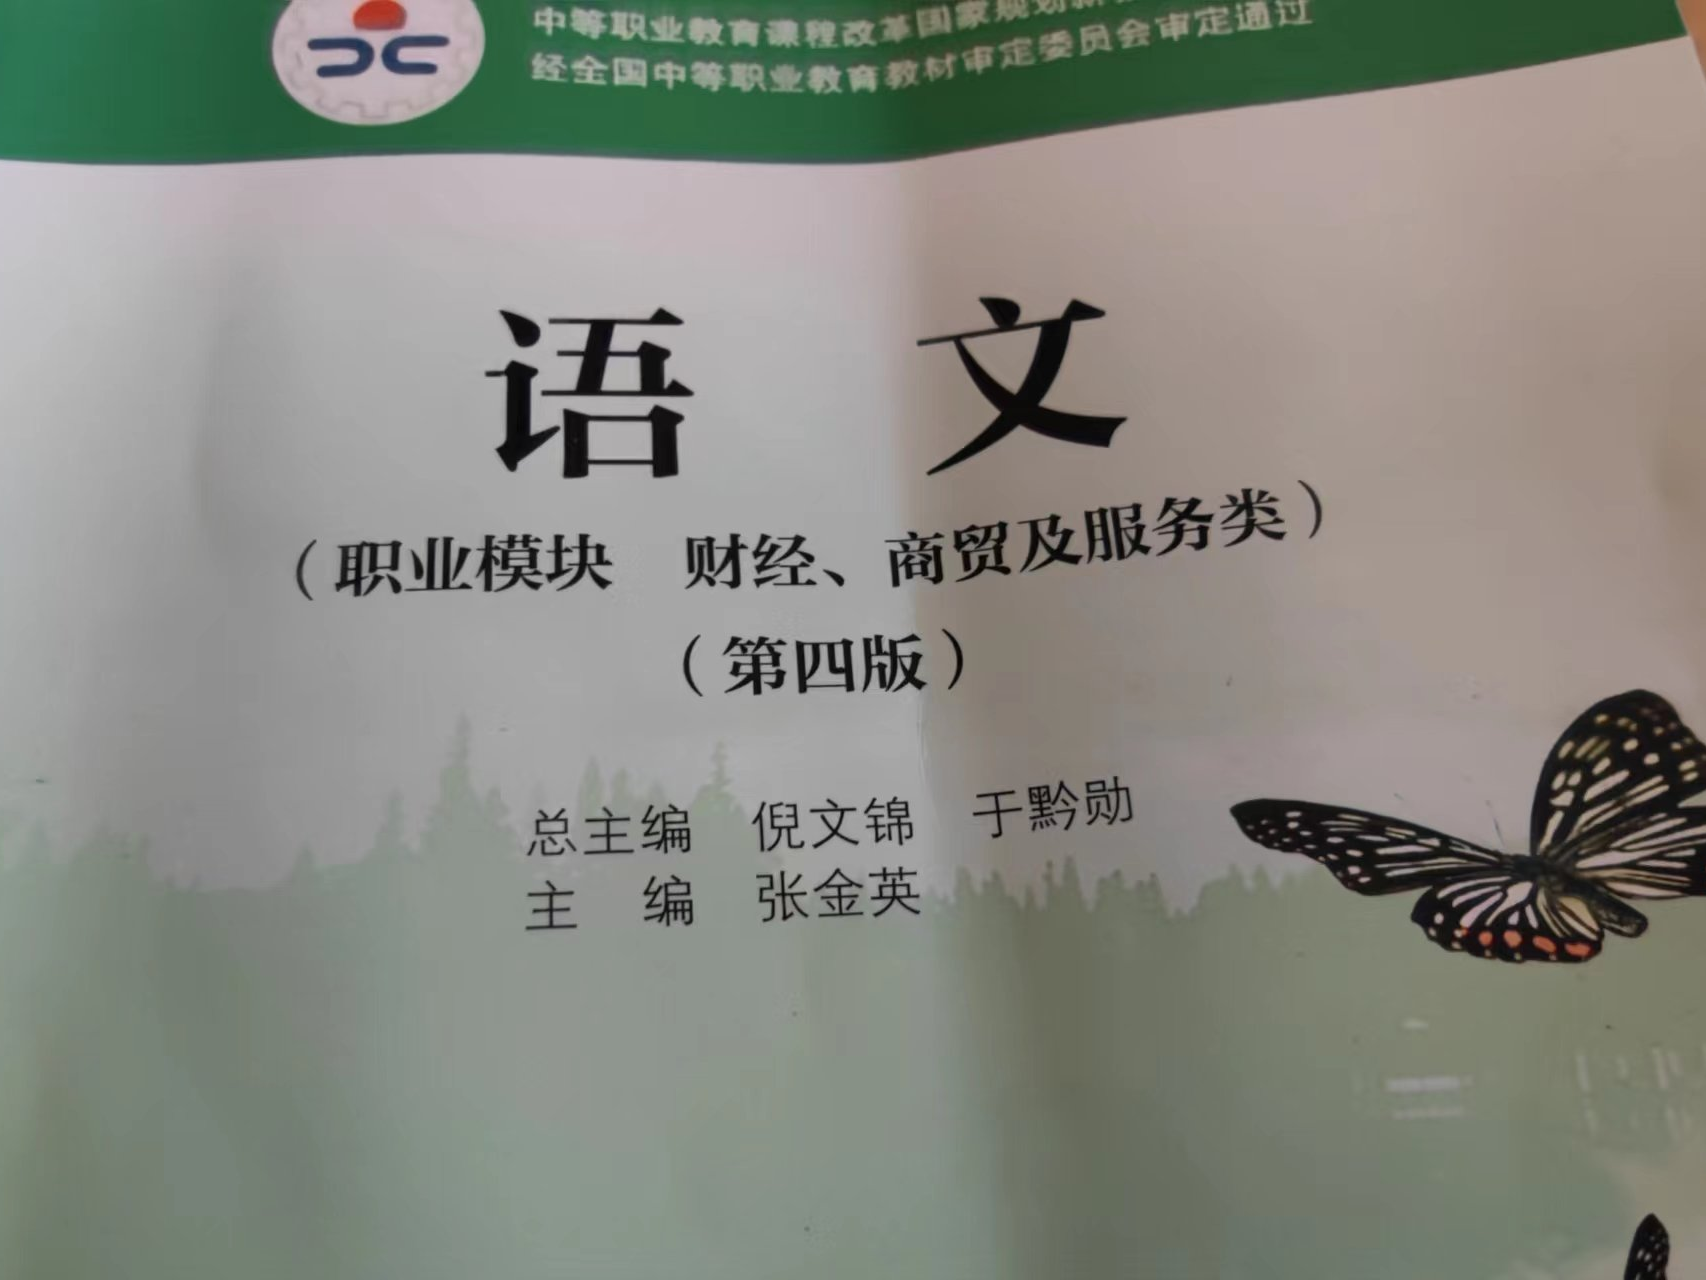 中等职业教育课程改革国家规划新
经全国中等职业教育教材审定委员会审定通过
语 文
（职业模块 财经、商贸及服务类）
（第四版）
总主编 倪文锦 于黔勋
主 编 张金英